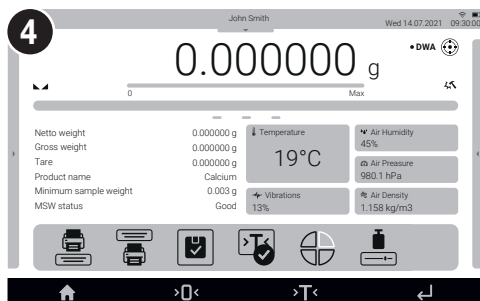 4
John Smith
Wed 14.07.2021 09:30:00
0.000000 g
• DWA
0 Max
Netto weight 0.000000 g
Gross weight 0.000000 g
Tare 0.000000 g
Product name Calcium
Minimum sample weight 0.003 g
MSW status Good
Temperature
19°C
Vibrations
13%
Air Humidity
45%
Air Preasure
980.1 hPa
Air Density
1.158 kg/m3
>T<
>0< >T<